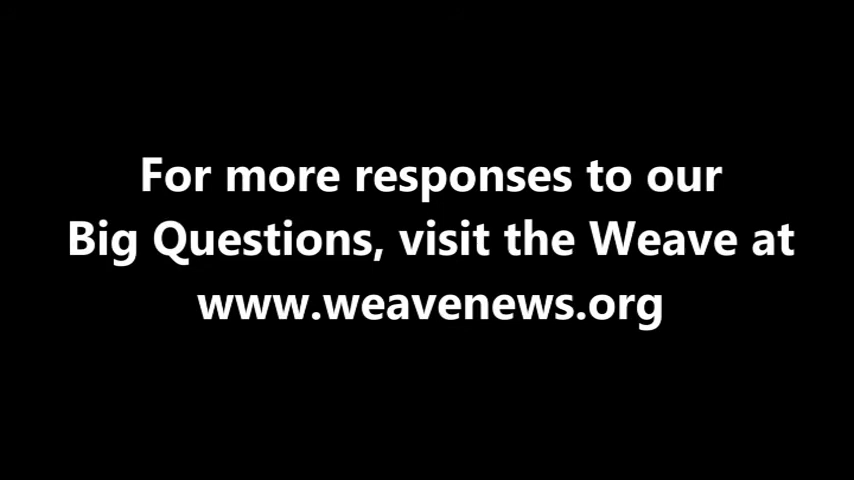 For more responses to our
Big Questions, visit the Weave at
www.weavenews.org